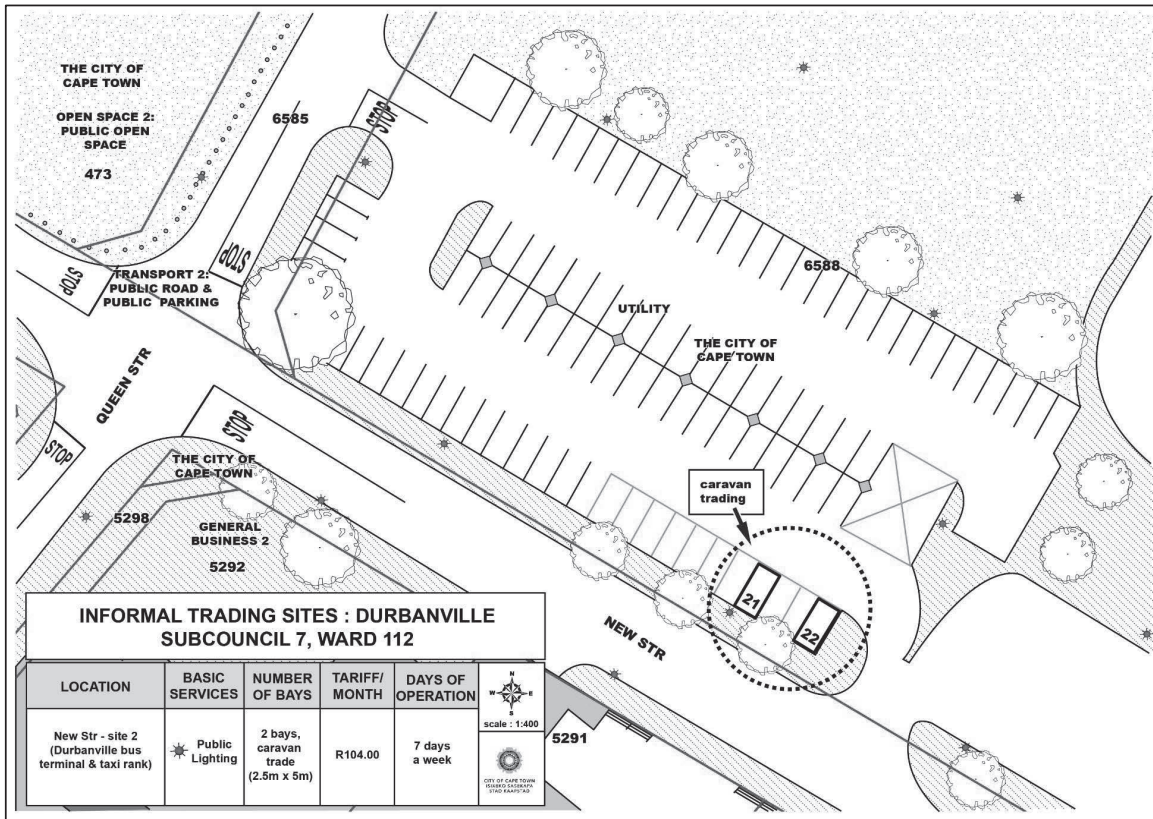 THE CITY OF
CAPE TOWN
OPEN SPACE 2:
PUBLIC OPEN
SPACE
473
6585
STOP
STOP
STOP
TRANSPORT 2:
PUBLIC ROAD &
PUBLIC PARKING
6588
UTILITY
THE CITY OF
CAPE TOWN
QUEEN STR
STOP
STOP
THE CITY OF
CAPE TOWN
5298
GENERAL
BUSINESS 2
5292
caravan
trading
21
22
NEW STR
5291
INFORMAL TRADING SITES : DURBANVILLE
SUBCOUNCIL 7, WARD 112
LOCATION
BASIC
SERVICES
NUMBER
OF BAYS
TARIFF/
MONTH
DAYS OF
OPERATION
N
W E
S
scale : 1:400
New Str - site 2
(Durbanville bus
terminal & taxi rank)
Public
Lighting
2 bays,
caravan
trade
(2.5m x 5m)
R104.00
7 days
a week
CITY OF CAPE TOWN
ISIXEKO SASEKAPA
STAD KAAPSTAD